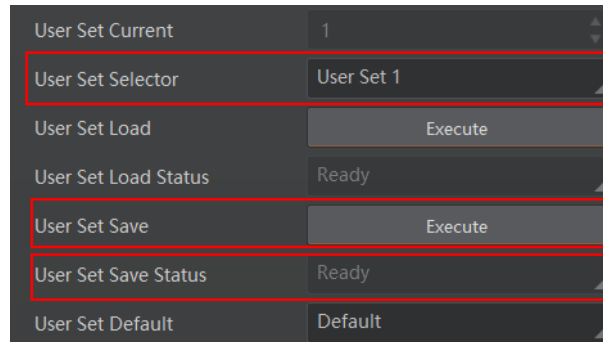 User Set Current 1
User Set Selector User Set 1
User Set Load Execute
User Set Load Status Ready
User Set Save Execute
User Set Save Status Ready
User Set Default Default